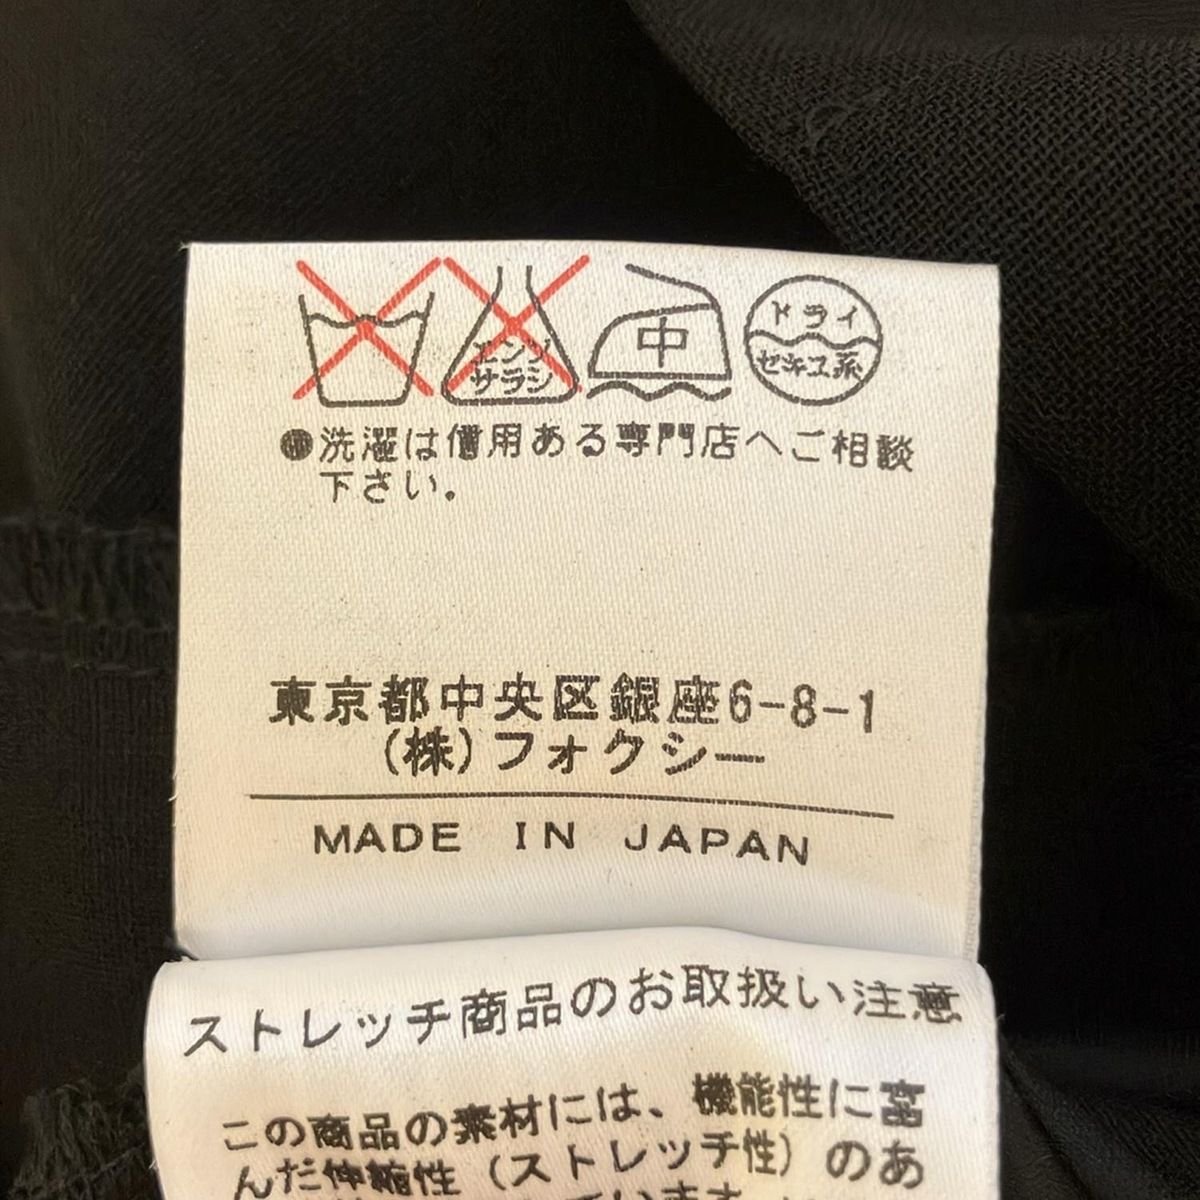 エンソ
サラシ
中
ドライ
セキユ系
●洗濯は信用ある専門店へご相談
下さい。
東京都中央区銀座6-8-1
(株)フォクシー
MADE IN JAPAN
ストレッチ商品のお取扱い注意
この商品の素材には、機能性に富
んだ伸縮性(ストレッチ性)のあ